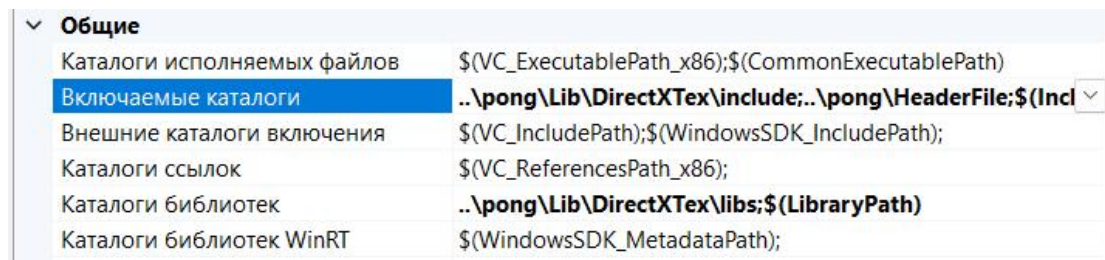 Общие
Каталоги исполняемых файлов $(VC_ExecutablePath_x86);$(CommonExecutablePath)
Включаемые каталоги ..\pong\Lib\DirectXTex\include;..\pong\HeaderFile;$(Incl
Внешние каталоги включения $(VC_IncludePath);$(WindowsSDK_IncludePath);
Каталоги ссылок $(VC_ReferencesPath_x86);
Каталоги библиотек ..\pong\Lib\DirectXTex\libs;$(LibraryPath)
Каталоги библиотек WinRT $(WindowsSDK_MetadataPath);